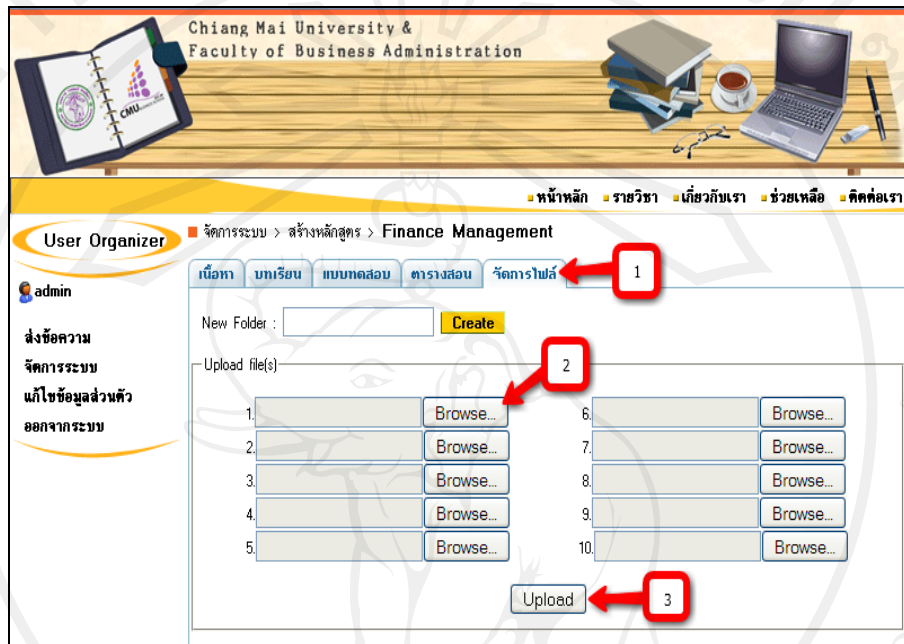 Chiang Mai University &
Faculty of Business Administration
CMU
หน้าหลัก รายวิชา เกี่ยวกับเรา ช่วยเหลือ ติดต่อเรา
User Organizer
admin
ส่งข้อความ
จัดการระบบ
แก้ไขข้อมูลส่วนตัว
ออกจากระบบ
จัดการระบบ > สร้างหลักสูตร > Finance Management
เนื้อหา บทเรียน แบบทดสอบ ตารางสอน จัดการไฟล์ 1
New Folder : Create
Upload file(s) 2
1. Browse... 6. Browse...
2. Browse... 7. Browse...
3. Browse... 8. Browse...
4. Browse... 9. Browse...
5. Browse... 10. Browse...
Upload 3